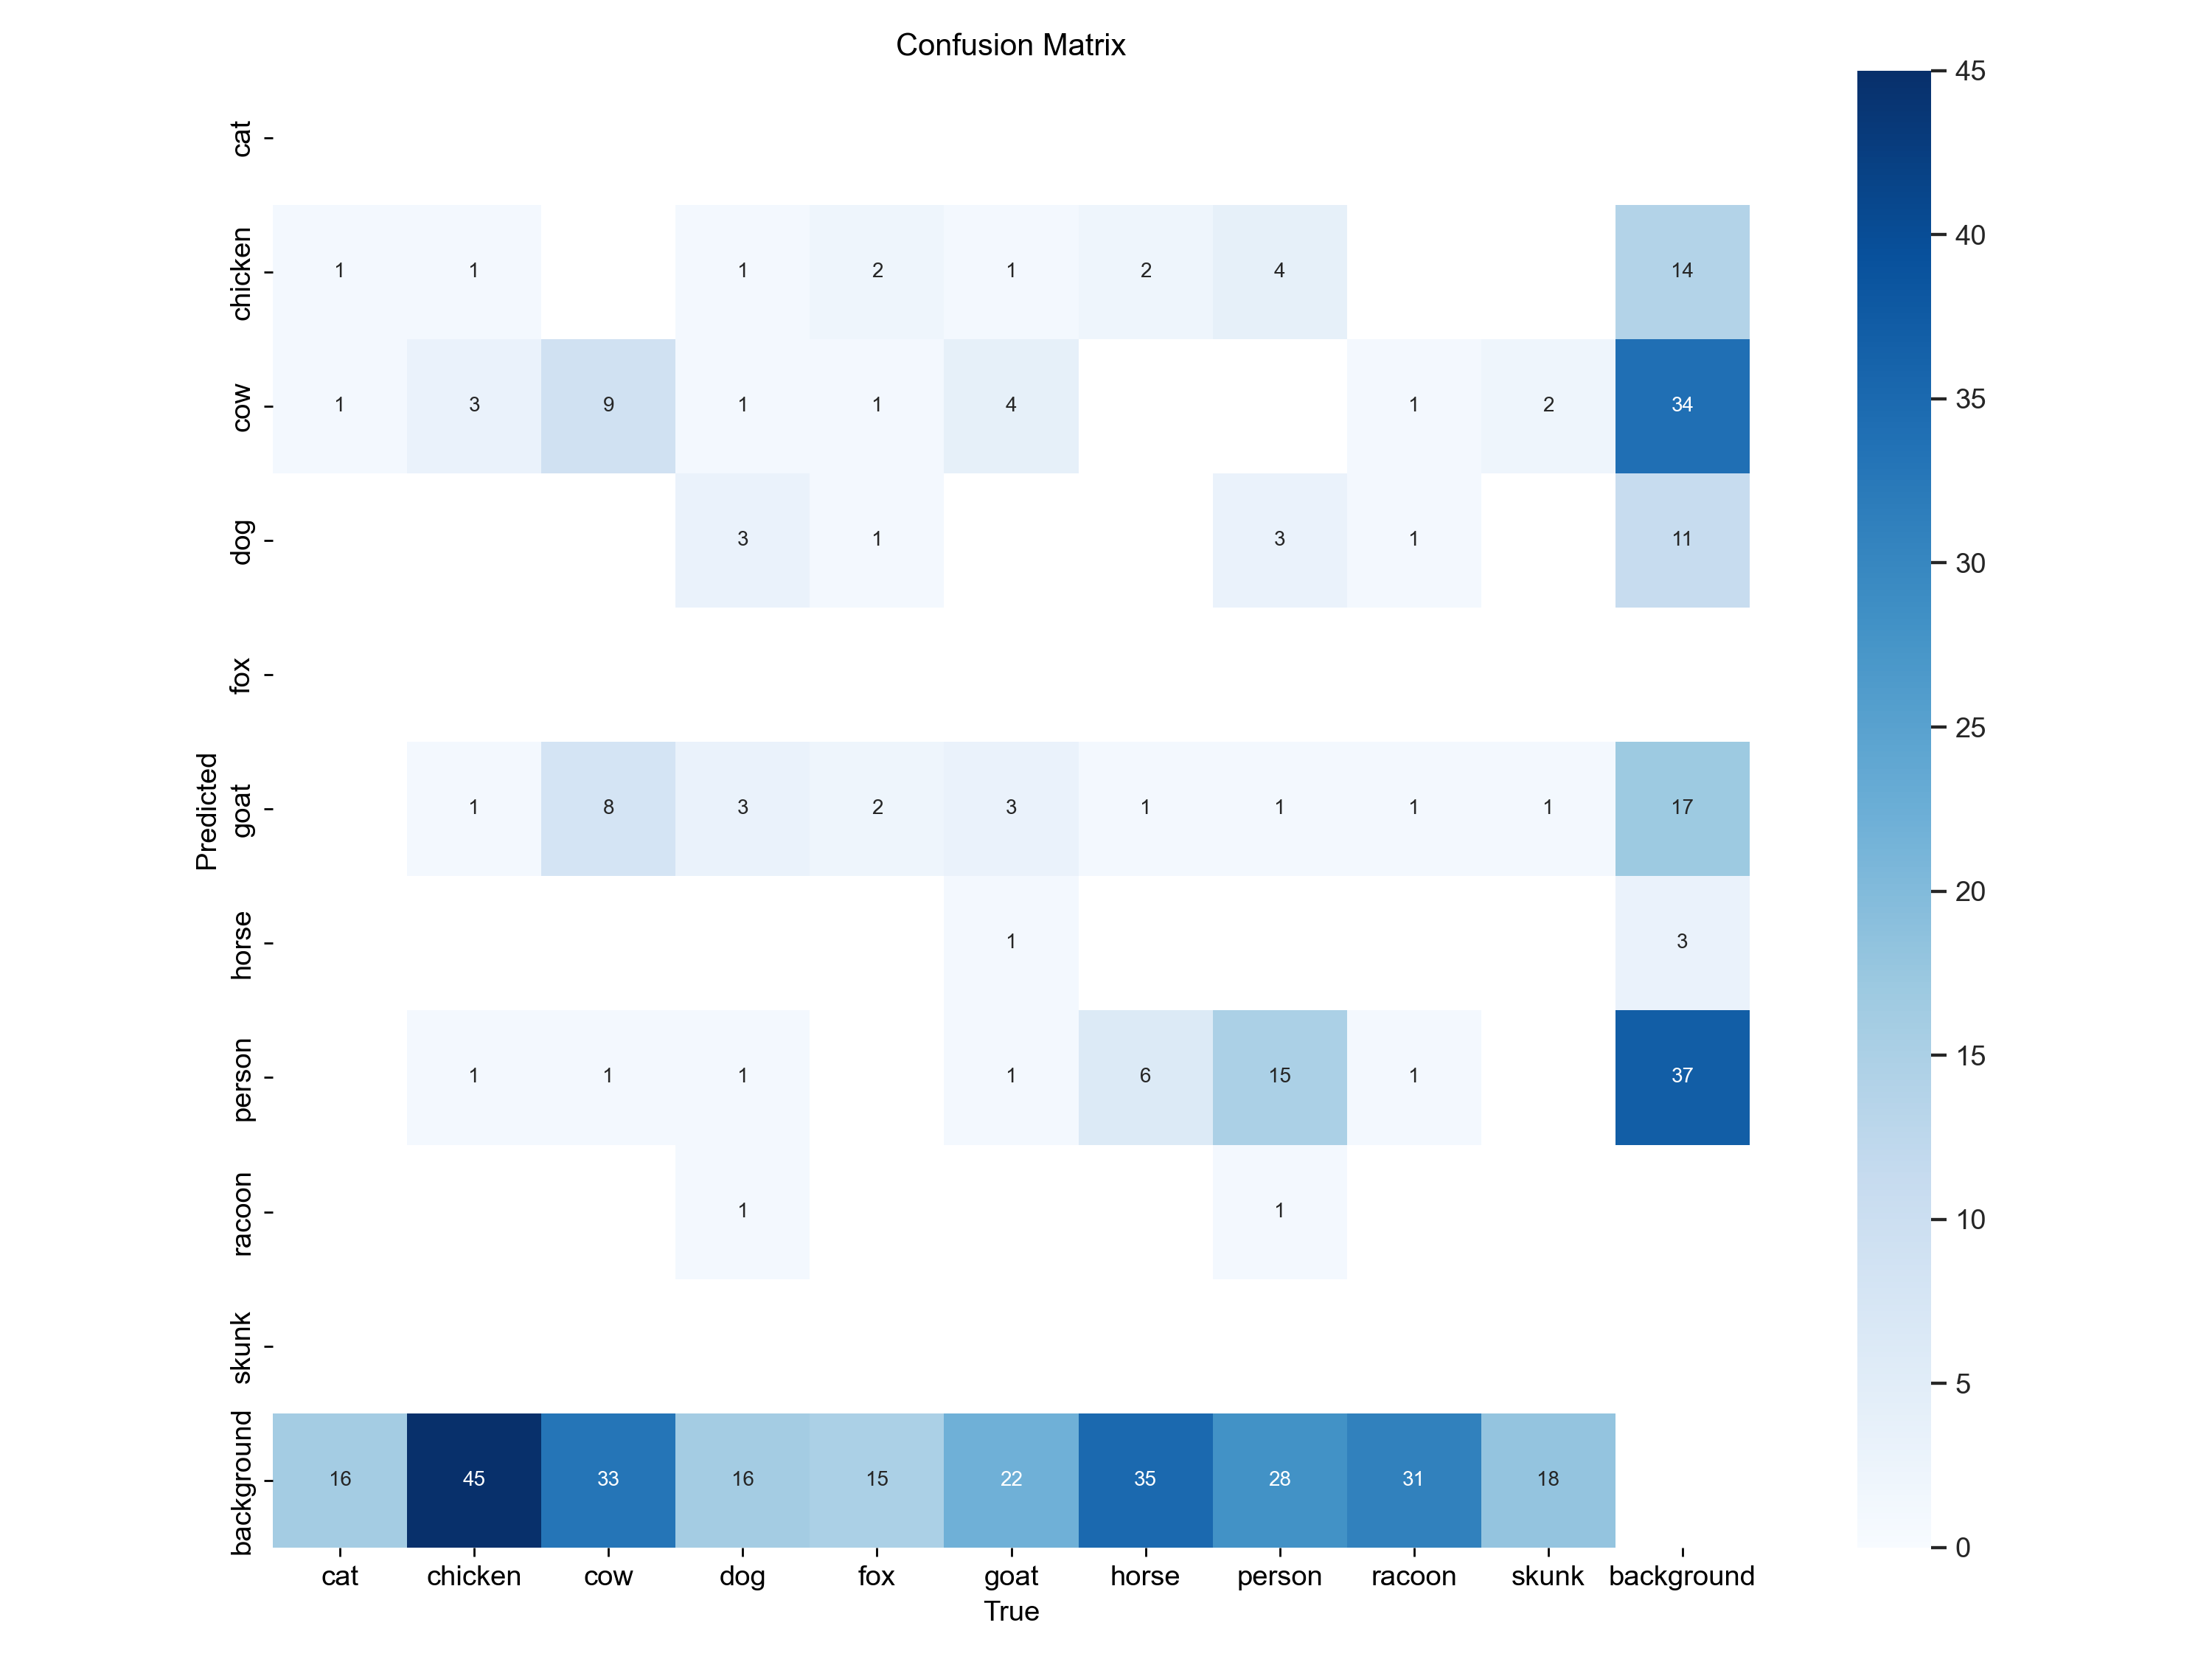 Confusion Matrix
cat
chicken 1 1 1 2 1 2 4 14
cow 1 3 9 1 1 4 1 2 34
dog 3 1 3 1 11
fox
goat 1 8 3 2 3 1 1 1 1 17
horse 1 3
person 1 1 1 1 6 15 1 37
racoon 1 1
skunk
background 16 45 33 16 15 22 35 28 31 18
Predicted
cat chicken cow dog fox goat horse person racoon skunk background
True
45
40
35
30
25
20
15
10
5
0